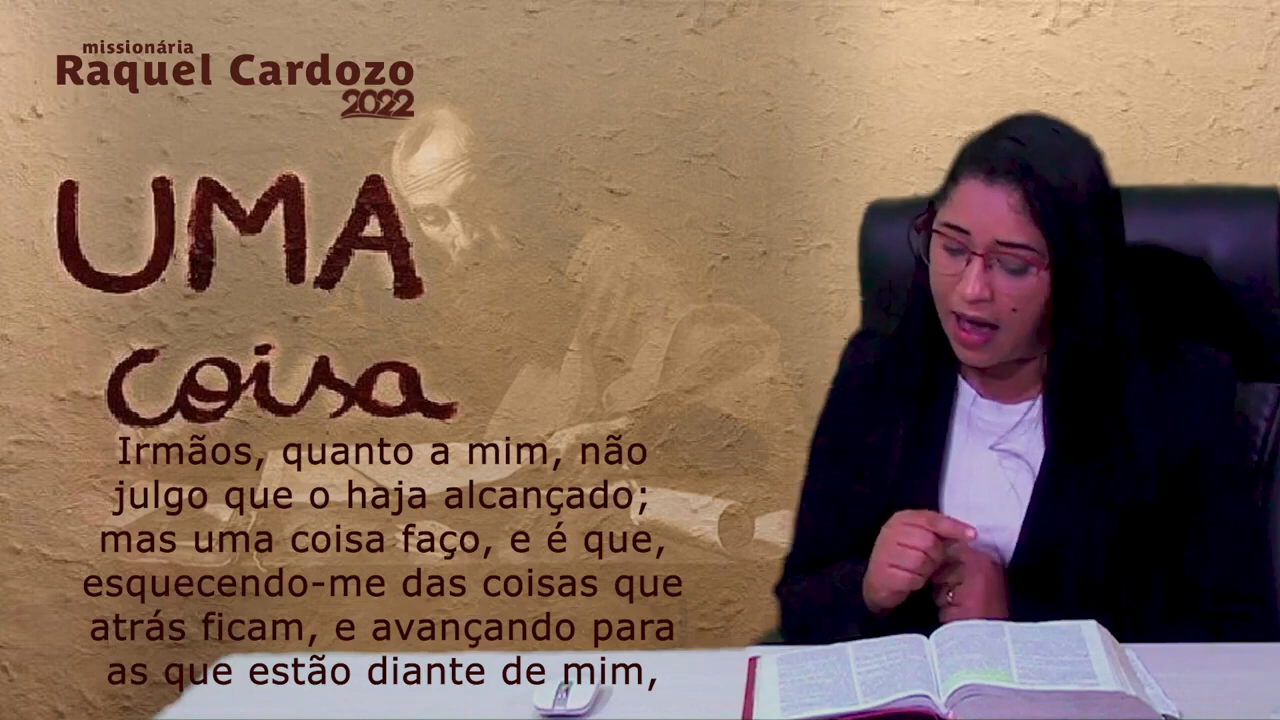 missionária
Raquel Cardozo
2022
UMA
coisa
Irmãos, quanto a mim, não
julgo que o haja alcançado;
mas uma coisa faço, e é que,
esquecendo-me das coisas que
atrás ficam, e avançando para
as que estão diante de mim,